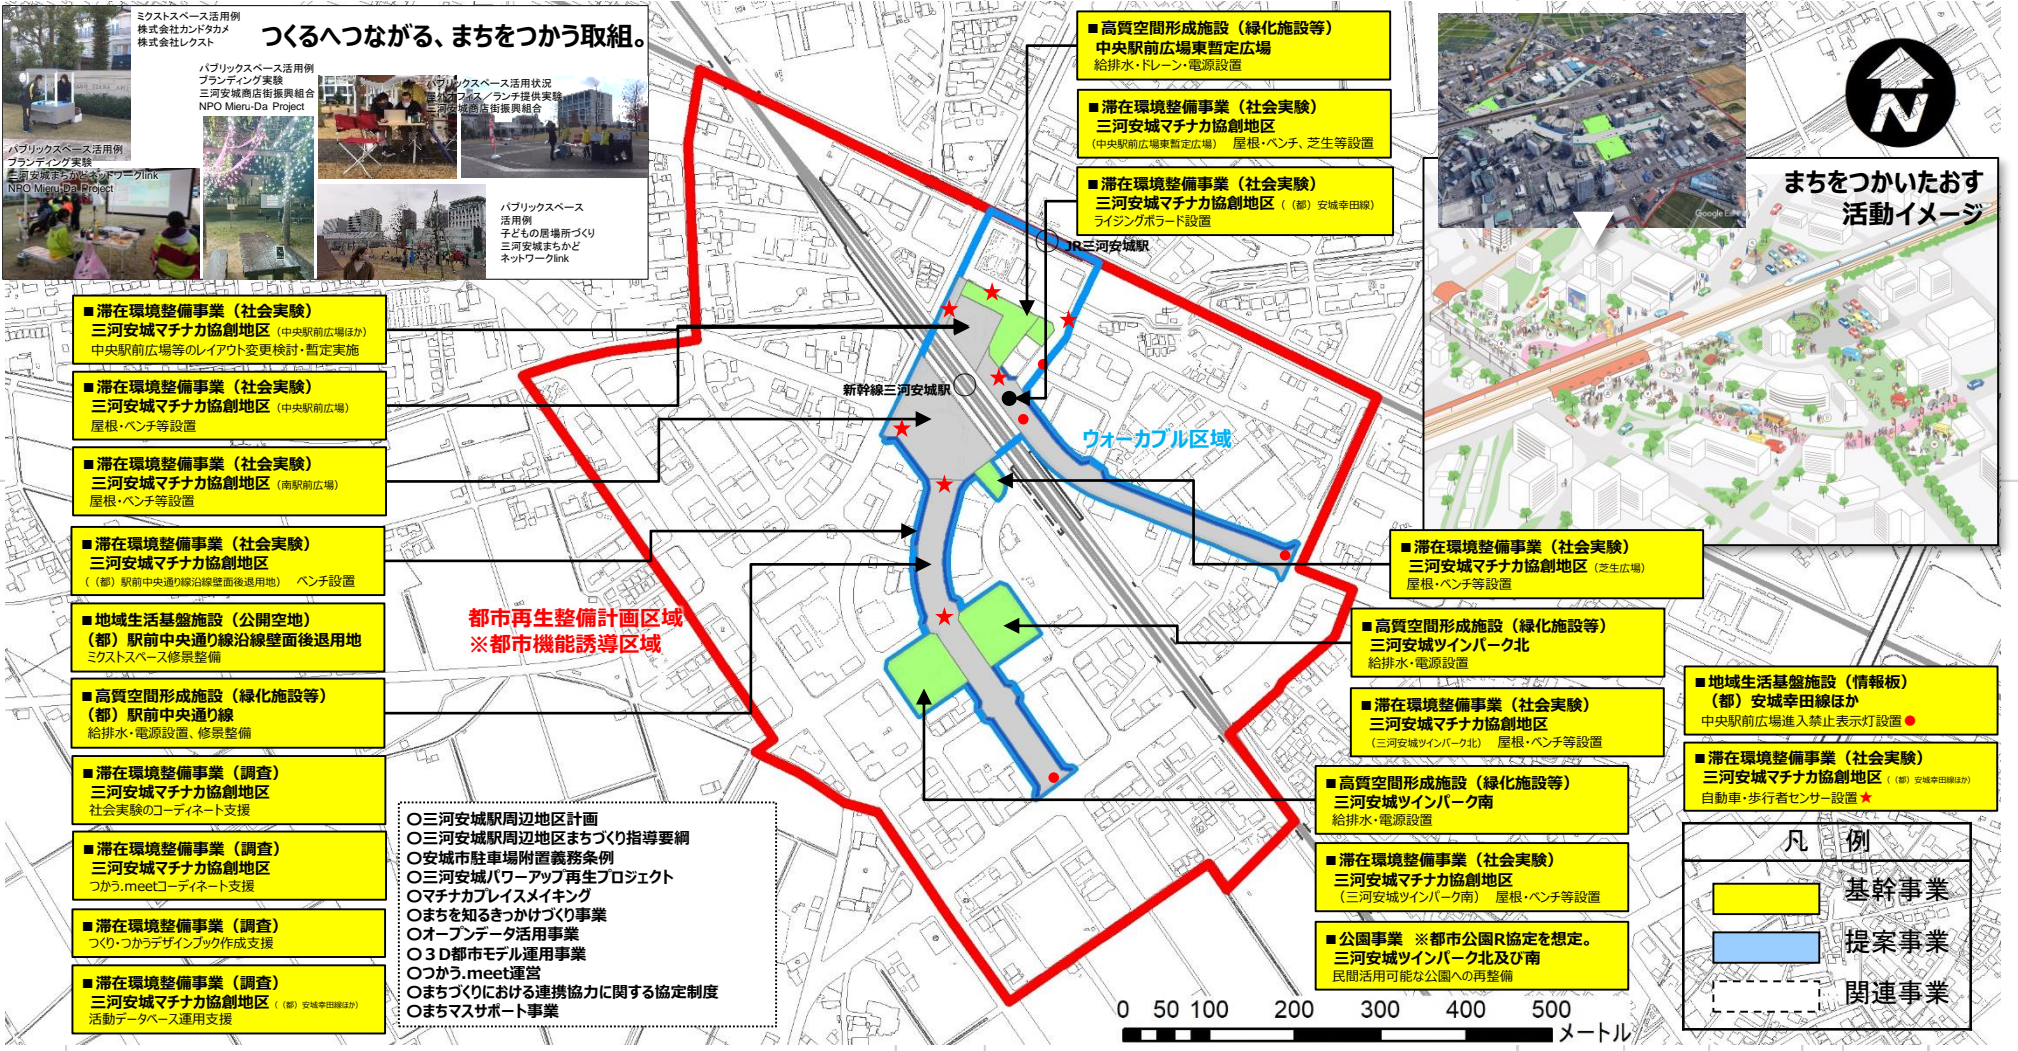 ミクストスペース活用例
株式会社カンドタカメ
株式会社レクスト
つくるへつながる、まちをつかう取組。
パブリックスペース活用例
ブランディング実験
三河安城商店街振興組合
NPO Mieru-Da Project
パブリックスペース活用状況
屋外オフィス／ランチ提供実験
三河安城商店街振興組合
パブリックスペース活用例
ブランディング実験
三河安城まちかどネットワークlink
NPO Mieru-Da Project
パブリックスペース
活用例
子どもの居場所づくり
三河安城まちかど
ネットワークlink
■高質空間形成施設（緑化施設等）
中央駅前広場東暫定広場
給排水・ドレーン・電源設置
■滞在環境整備事業（社会実験）
三河安城マチナカ協創地区
（中央駅前広場東暫定広場） 屋根・ベンチ、芝生等設置
■滞在環境整備事業（社会実験）
三河安城マチナカ協創地区（（都）安城幸田線）
ライジングボラード設置
Google Earth
N
まちをつかいたおす
活動イメージ
JR三河安城駅
新幹線三河安城駅
ウォーカブル区域
都市再生整備計画区域
※都市機能誘導区域
■滞在環境整備事業（社会実験）
三河安城マチナカ協創地区（中央駅前広場ほか）
中央駅前広場等のレイアウト変更検討・暫定実施
■滞在環境整備事業（社会実験）
三河安城マチナカ協創地区（中央駅前広場）
屋根・ベンチ等設置
■滞在環境整備事業（社会実験）
三河安城マチナカ協創地区（南駅前広場）
屋根・ベンチ等設置
■滞在環境整備事業（社会実験）
三河安城マチナカ協創地区
（（都）駅前中央通り線沿線壁面後退用地） ベンチ設置
■地域生活基盤施設（公開空地）
（都）駅前中央通り線沿線壁面後退用地
ミクストスペース修景整備
■高質空間形成施設（緑化施設等）
（都）駅前中央通り線
給排水・電源設置、修景整備
■滞在環境整備事業（調査）
三河安城マチナカ協創地区
社会実験のコーディネート支援
■滞在環境整備事業（調査）
三河安城マチナカ協創地区
つかう.meetコーディネート支援
■滞在環境整備事業（調査）
つくり・つかうデザインブック作成支援
■滞在環境整備事業（調査）
三河安城マチナカ協創地区（（都）安城幸田線ほか）
活動データベース運用支援
〇三河安城駅周辺地区計画
〇三河安城駅周辺地区まちづくり指導要綱
〇安城市駐車場附置義務条例
〇三河安城パワーアップ再生プロジェクト
〇マチナカプレイスメイキング
〇まちを知るきっかけづくり事業
〇オープンデータ活用事業
〇３D都市モデル運用事業
〇つかう.meet運営
〇まちづくりにおける連携協力に関する協定制度
〇まちマスサポート事業
■滞在環境整備事業（社会実験）
三河安城マチナカ協創地区（芝生広場）
屋根・ベンチ等設置
■高質空間形成施設（緑化施設等）
三河安城ツインパーク北
給排水・電源設置
■滞在環境整備事業（社会実験）
三河安城マチナカ協創地区
（三河安城ツインパーク北） 屋根・ベンチ等設置
■高質空間形成施設（緑化施設等）
三河安城ツインパーク南
給排水・電源設置
■滞在環境整備事業（社会実験）
三河安城マチナカ協創地区
（三河安城ツインパーク南） 屋根・ベンチ等設置
■公園事業 ※都市公園R協定を想定。
三河安城ツインパーク北及び南
民間活用可能な公園への再整備
■地域生活基盤施設（情報板）
（都）安城幸田線ほか
中央駅前広場進入禁止表示灯設置●
■滞在環境整備事業（社会実験）
三河安城マチナカ協創地区（（都）安城幸田線ほか）
自動車・歩行者センサー設置★
凡 例
基幹事業
提案事業
関連事業
0 50 100 200 300 400 500
メートル